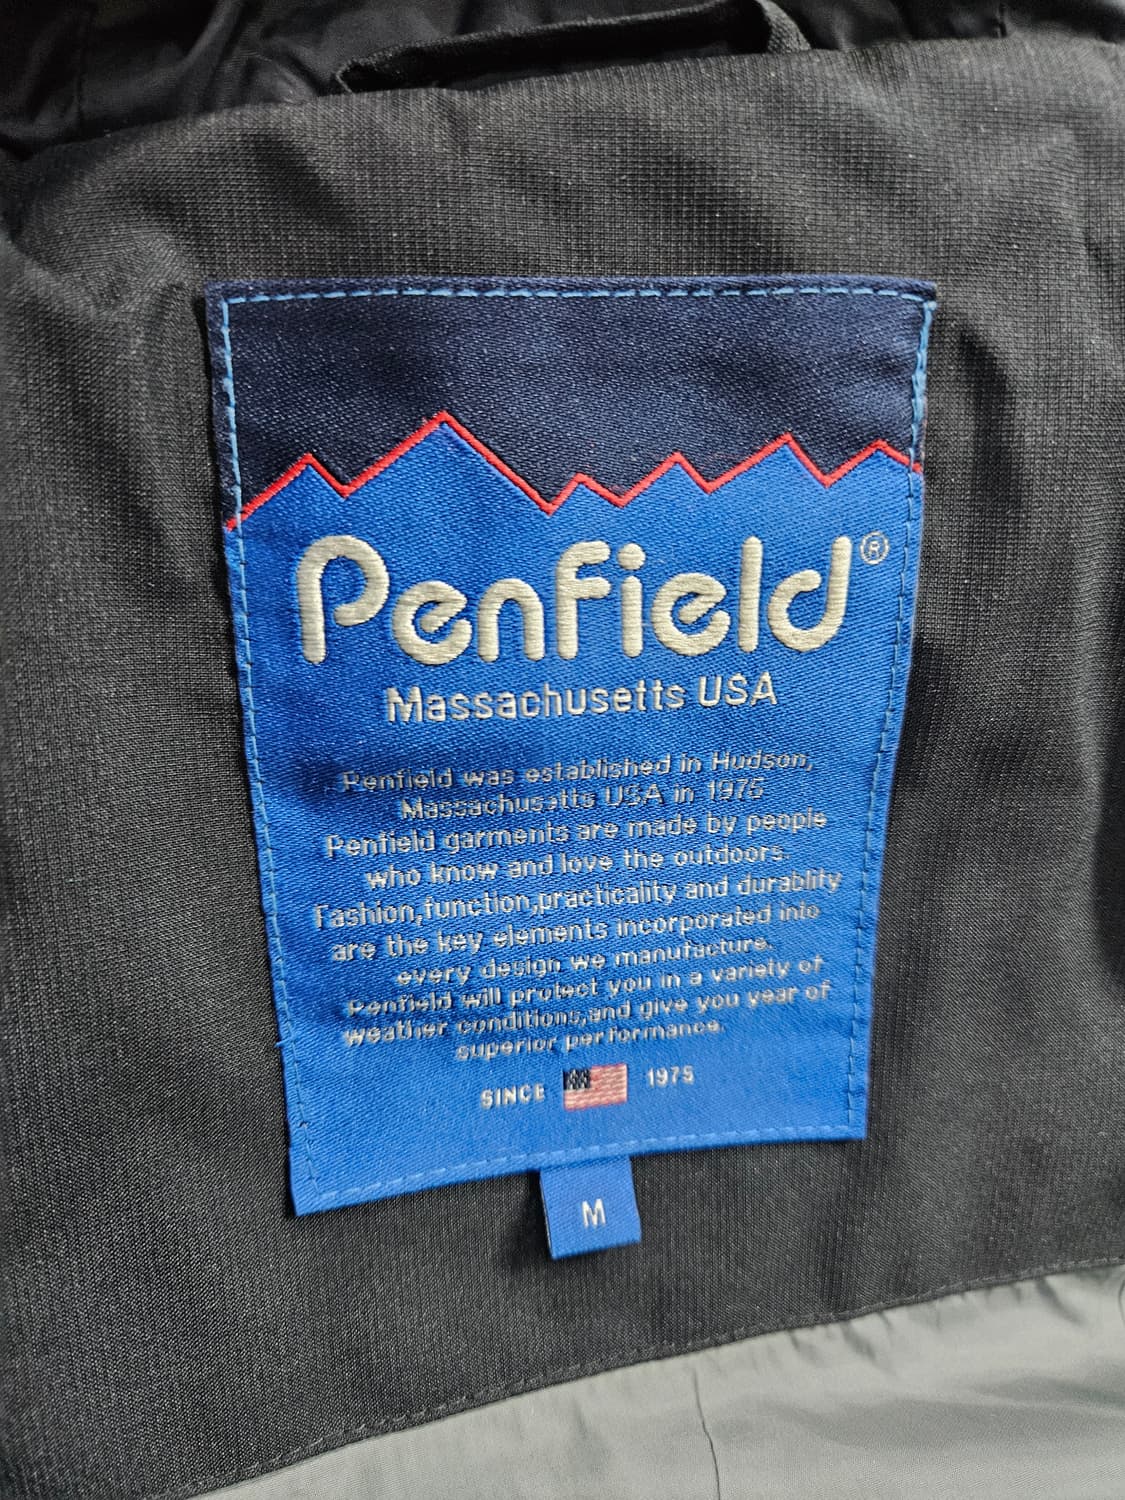 Penfield®
Massachusetts USA
Penfield was established in Hudson,
Massachusetts USA in 1975
Penfield garments are made by people
who know and love the outdoors.
Fashion,function,practicality and durablity
are the key elements incorporated into
every design we manufacture.
Penfield will protect you in a variety of
weather conditions,and give you year of
superior performance.
SINCE 1975
M